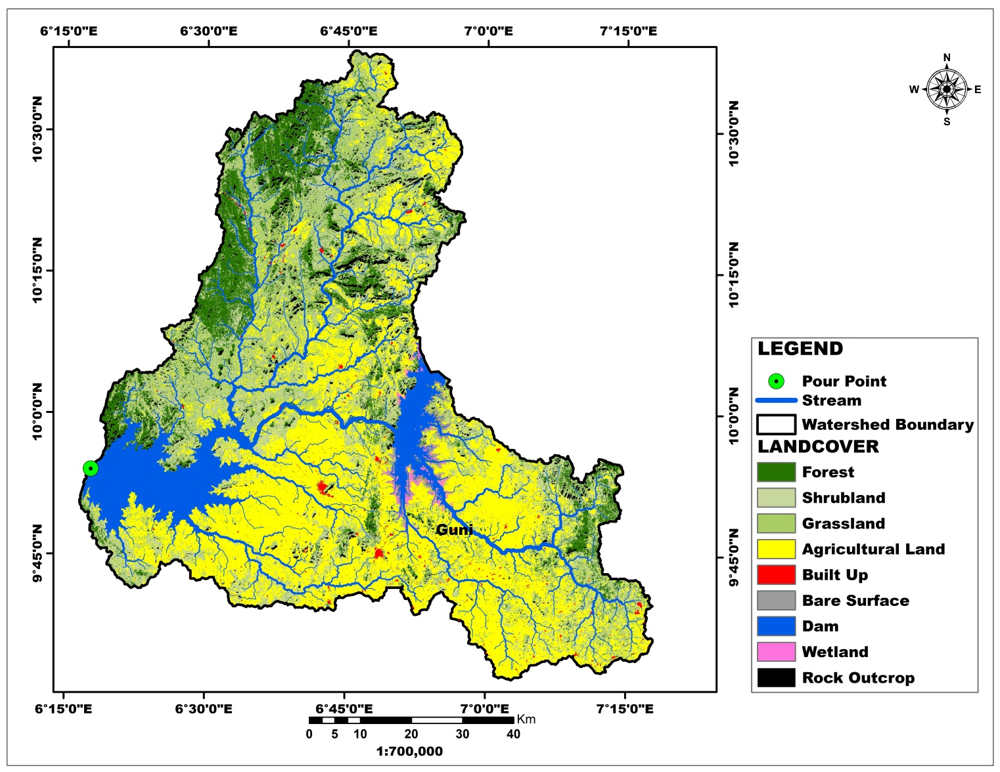 6°15'0"E 6°30'0"E 6°45'0"E 7°0'0"E 7°15'0"E
N
W E
S
10°30'0"N 10°30'0"N
10°15'0"N 10°15'0"N
10°0'0"N 10°0'0"N
9°45'0"N 9°45'0"N
Guni
LEGEND
Pour Point
Stream
Watershed Boundary
LANDCOVER
Forest
Shrubland
Grassland
Agricultural Land
Built Up
Bare Surface
Dam
Wetland
Rock Outcrop
6°15'0"E 6°30'0"E 6°45'0"E 7°0'0"E 7°15'0"E
Km
0 5 10 20 30 40
1:700,000